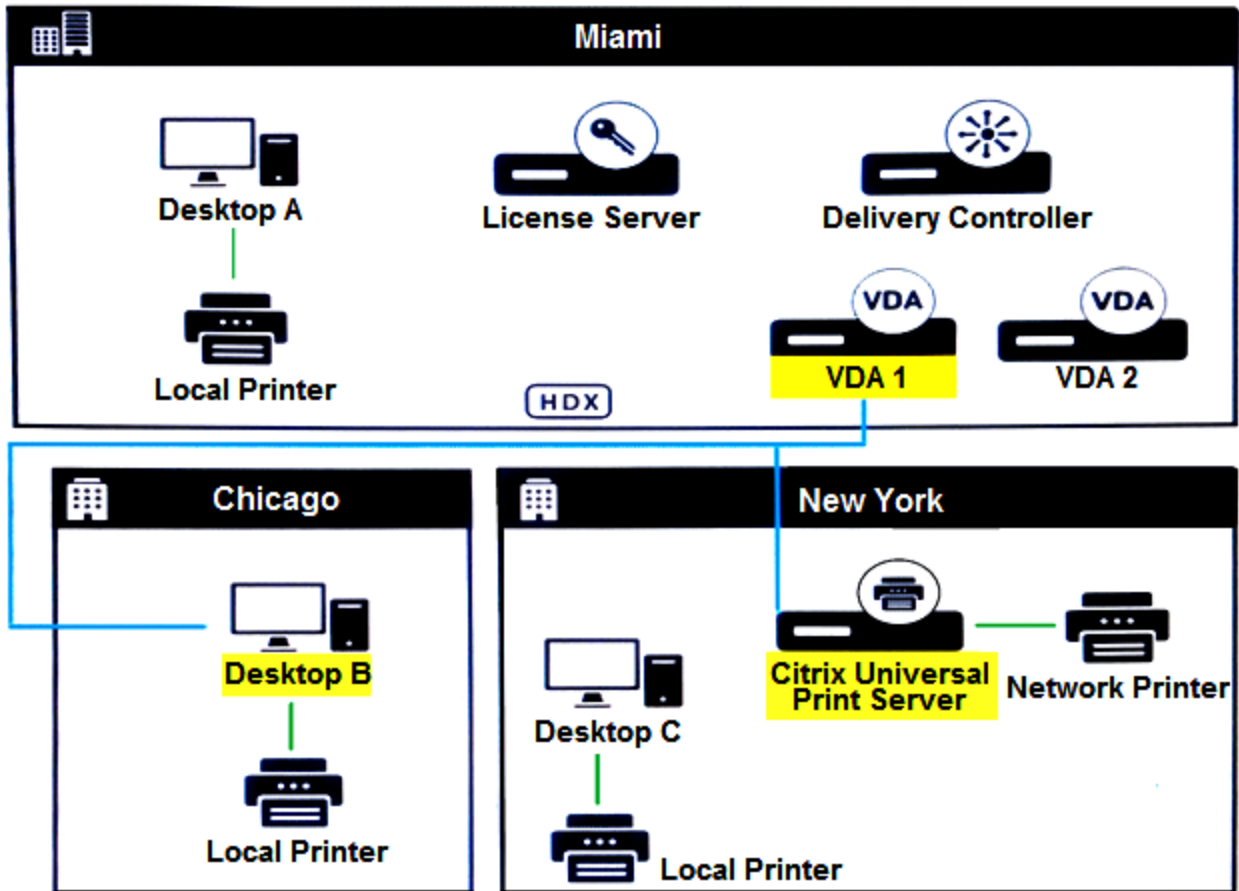 Miami
Desktop A
License Server
Delivery Controller
Local Printer
VDA
VDA 1
VDA
VDA 2
HDX
Chicago
New York
Desktop B
Local Printer
Desktop C
Citrix Universal
Print Server
Network Printer
Local Printer